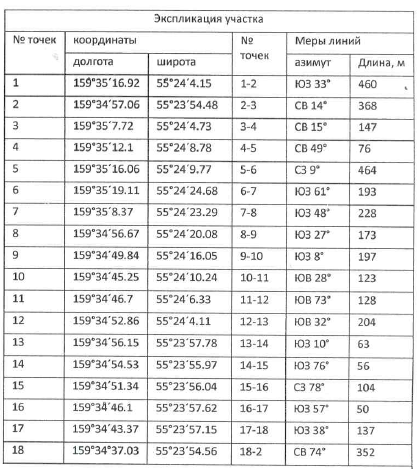 Экспликация участка
№ точек координаты № точек Меры линий
долгота широта азимут Длина, м
1 159°35´16.92 55°24´4.15 1-2 ЮЗ 33° 460
2 159°34´57.06 55°23´54.48 2-3 СВ 14° 368
3 159°35´7.72 55°24´4.73 3-4 СВ 15° 147
4 159°35´12.1 55°24´8.78 4-5 СВ 49° 76
5 159°35´16.06 55°24´9.77 5-6 СЗ 9° 464
6 159°35´19.11 55°24´24.68 6-7 ЮЗ 61° 193
7 159°35´8.37 55°24´23.29 7-8 ЮЗ 48° 228
8 159°34´56.67 55°24´20.08 8-9 ЮЗ 27° 173
9 159°34´49.84 55°24´16.05 9-10 ЮЗ 8° 197
10 159°34´45.25 55°24´10.24 10-11 ЮВ 28° 123
11 159°34´46.7 55°24´6.33 11-12 ЮВ 73° 128
12 159°34´52.86 55°24´4.11 12-13 ЮВ 32° 204
13 159°34´56.15 55°23´57.78 13-14 ЮЗ 10° 63
14 159°34´54.53 55°23´55.97 14-15 ЮЗ 76° 56
15 159°34´51.34 55°23´56.04 15-16 СЗ 78° 104
16 159°34´46.1 55°23´57.62 16-17 ЮЗ 57° 50
17 159°34´43.37 55°23´57.15 17-18 ЮЗ 38° 137
18 159°34°37.03 55°23´54.56 18-2 СВ 74° 352